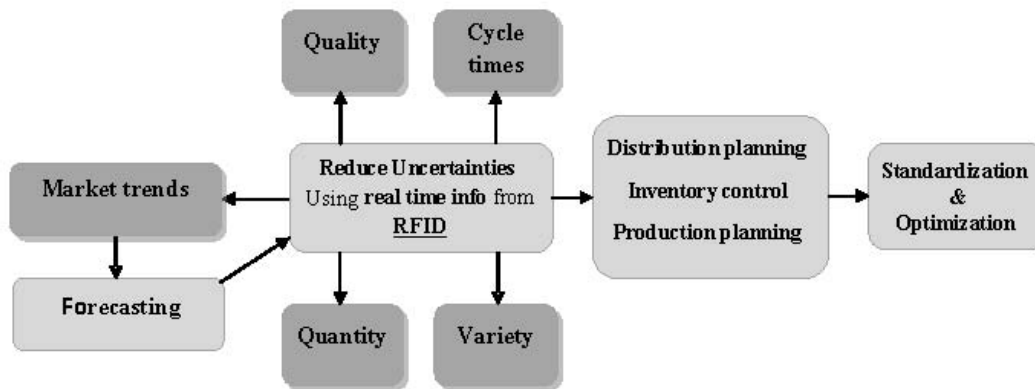 Quality
Cycle
times
Reduce Uncertainties
Using real time info from
RFID
Market trends
Forecasting
Quantity
Variety
Distribution planning
Inventory control
Production planning
Standardization
&
Optimization